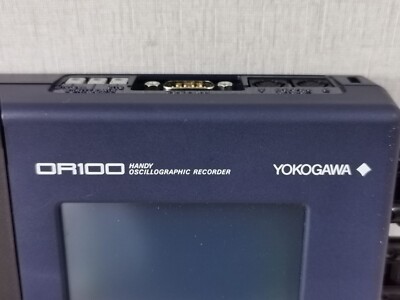 OR100 HANDY
OSCILLOGRAPHIC RECORDER
YOKOGAWA